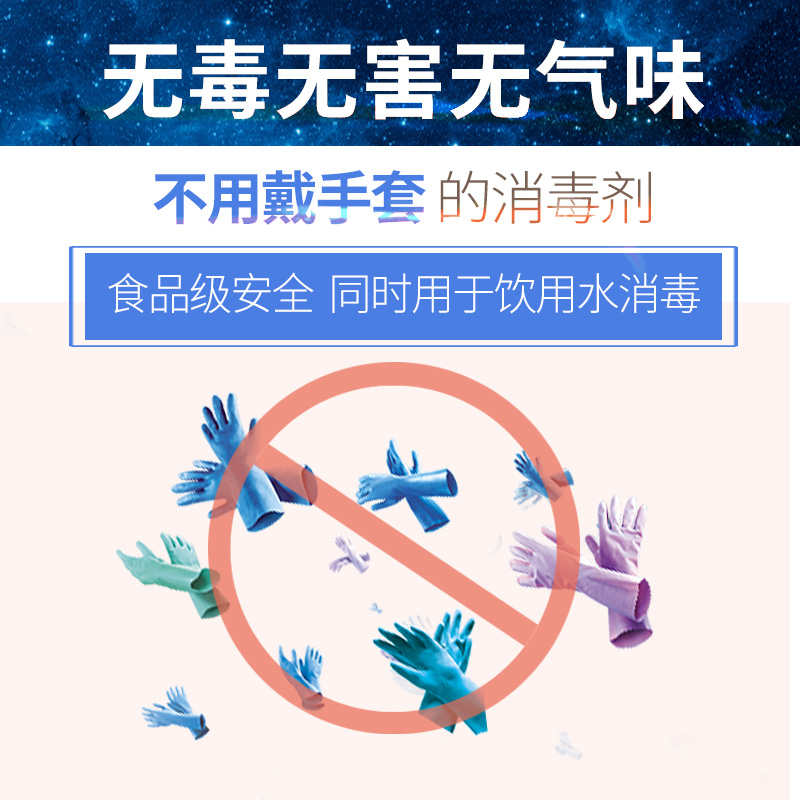 无毒无害无气味
不用戴手套的消毒剂
食品级安全 同时用于饮用水消毒